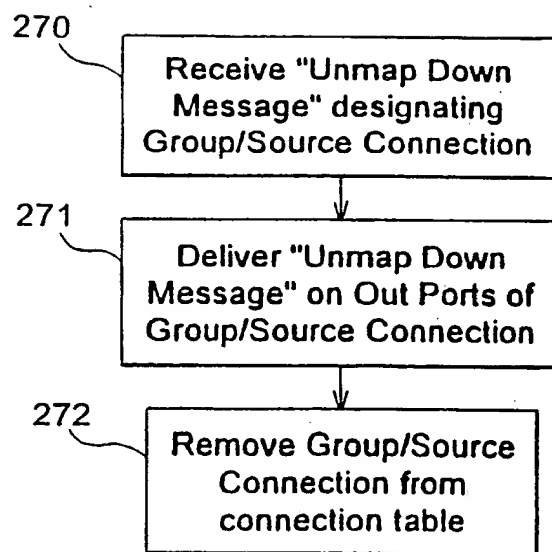 270
Receive "Unmap Down
Message" designating
Group/Source Connection
271
Deliver "Unmap Down
Message" on Out Ports of
Group/Source Connection
272
Remove Group/Source
Connection from
connection table